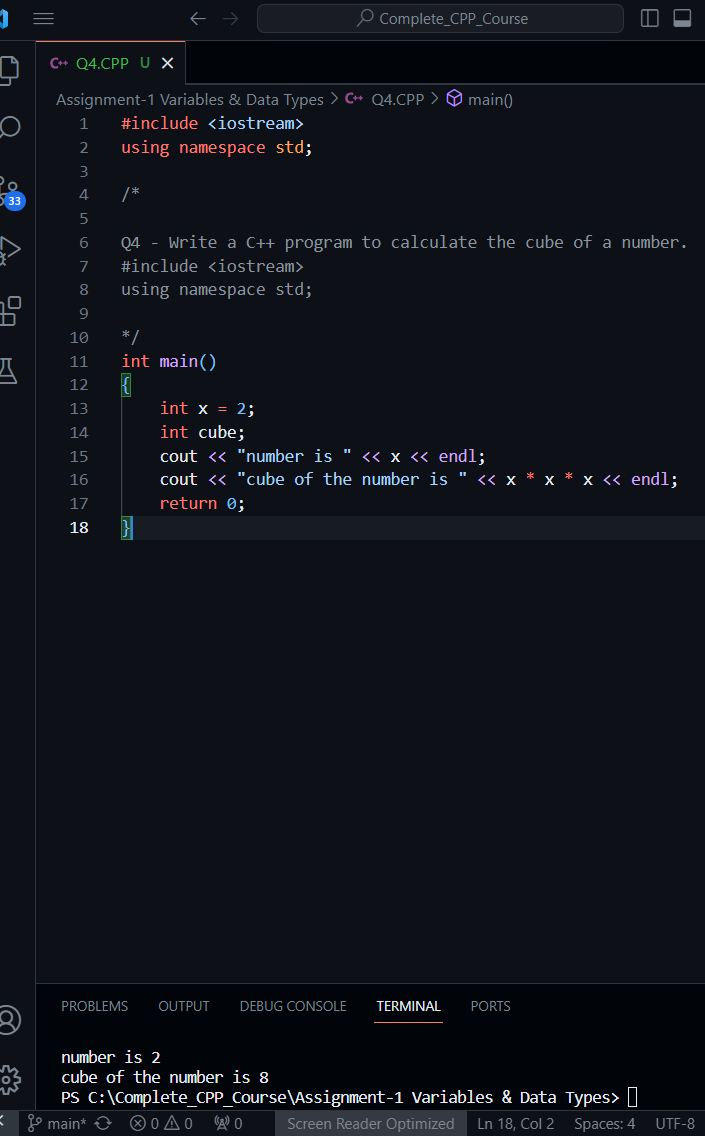 Complete_CPP_Course
C++ Q4.CPP U
Assignment-1 Variables & Data Types > C++ Q4.CPP > main()
1 #include <iostream>
2 using namespace std;
3
4 /*
5
6 Q4 - Write a C++ program to calculate the cube of a number.
7 #include <iostream>
8 using namespace std;
9
10 */
11 int main()
12 {
13 int x = 2;
14 int cube;
15 cout << "number is " << x << endl;
16 cout << "cube of the number is " << x * x * x << endl;
17 return 0;
18 }
33
PROBLEMS OUTPUT DEBUG CONSOLE TERMINAL PORTS
number is 2
cube of the number is 8
PS C:\Complete_CPP_Course\Assignment-1 Variables & Data Types>
main* 0 0 0 Screen Reader Optimized Ln 18, Col 2 Spaces: 4 UTF-8